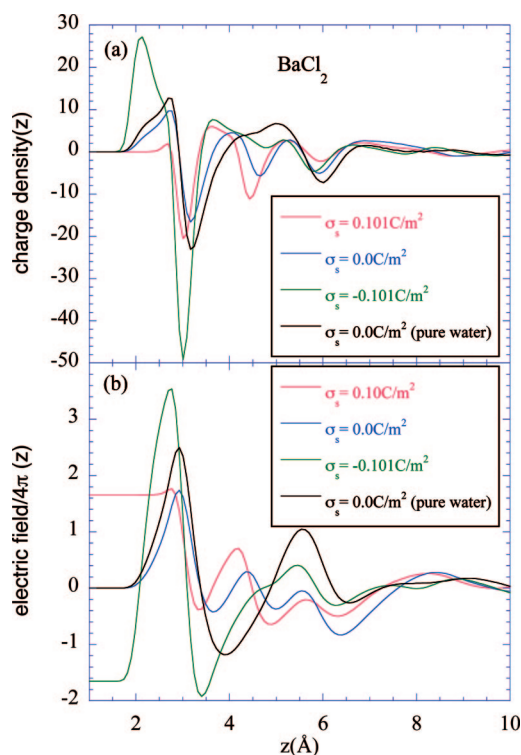 30
(a)
BaCl2
20
10
0
-10
-20
-30
-40
-50
charge density(z)
σs = 0.101C/m²
σs = 0.0C/m²
σs = -0.101C/m²
σs = 0.0C/m² (pure water)
(b)
3
2
1
0
-1
-2
electric field/4π (z)
σs = 0.10C/m²
σs = 0.0C/m²
σs = -0.101C/m²
σs = 0.0C/m² (pure water)
2 4 6 8 10
z(Å)